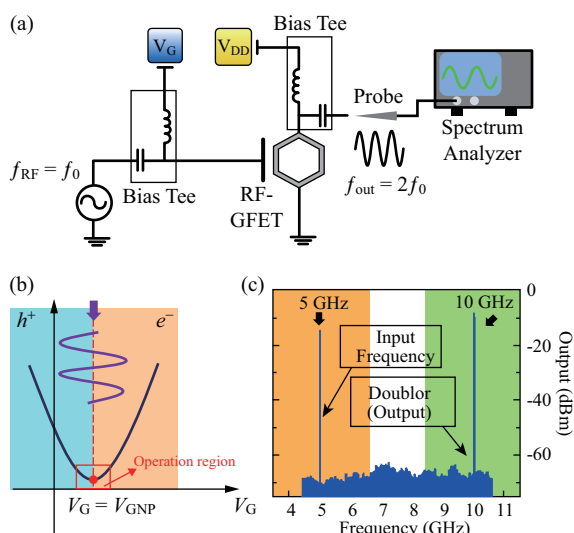 (a)
V_G
V_DD
Bias Tee
Probe
Spectrum
Analyzer
f_RF = f_0
Bias Tee
RF-
GFET
f_out = 2f_0
(b)
h⁺
e⁻
Operation region
V_G = V_GNP
V_G
(c)
5 GHz
10 GHz
Input
Frequency
Doublor
(Output)
0
-20
-40
-60
Output (dBm)
4 5 6 7 8 9 10 11
Frequency (GHz)